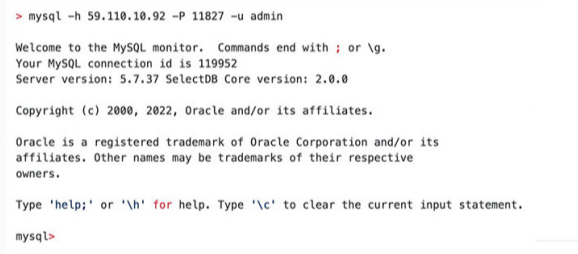 > mysql -h 59.110.10.92 -P 11827 -u admin
Welcome to the MySQL monitor. Commands end with ; or \g.
Your MySQL connection id is 119952
Server version: 5.7.37 SelectDB Core version: 2.0.0
Copyright (c) 2000, 2022, Oracle and/or its affiliates.
Oracle is a registered trademark of Oracle Corporation and/or its
affiliates. Other names may be trademarks of their respective
owners.
Type 'help;' or '\h' for help. Type '\c' to clear the current input statement.
mysql>